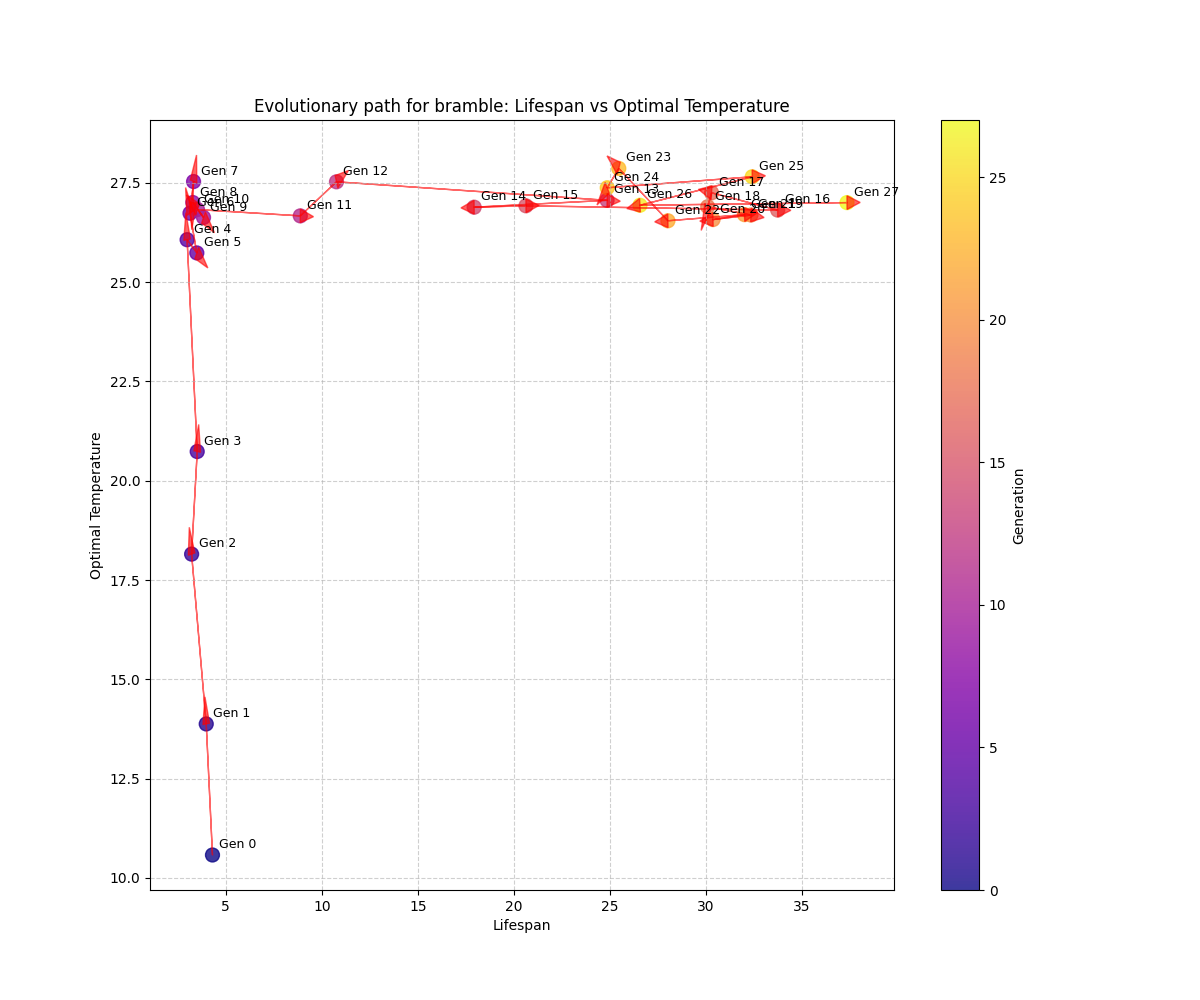 Evolutionary path for bramble: Lifespan vs Optimal Temperature
Optimal Temperature
27.5
25.0
22.5
20.0
17.5
15.0
12.5
10.0
Gen 7
Gen 8
Gen 10
Gen 9
Gen 4
Gen 5
Gen 3
Gen 2
Gen 1
Gen 0
Gen 12
Gen 11
Gen 14
Gen 15
Gen 23
Gen 24
Gen 13
Gen 26
Gen 22
Gen 25
Gen 17
Gen 18
Gen 20
Gen 16
Gen 27
5
10
15
20
25
30
35
Lifespan
25
20
15
10
5
0
Generation